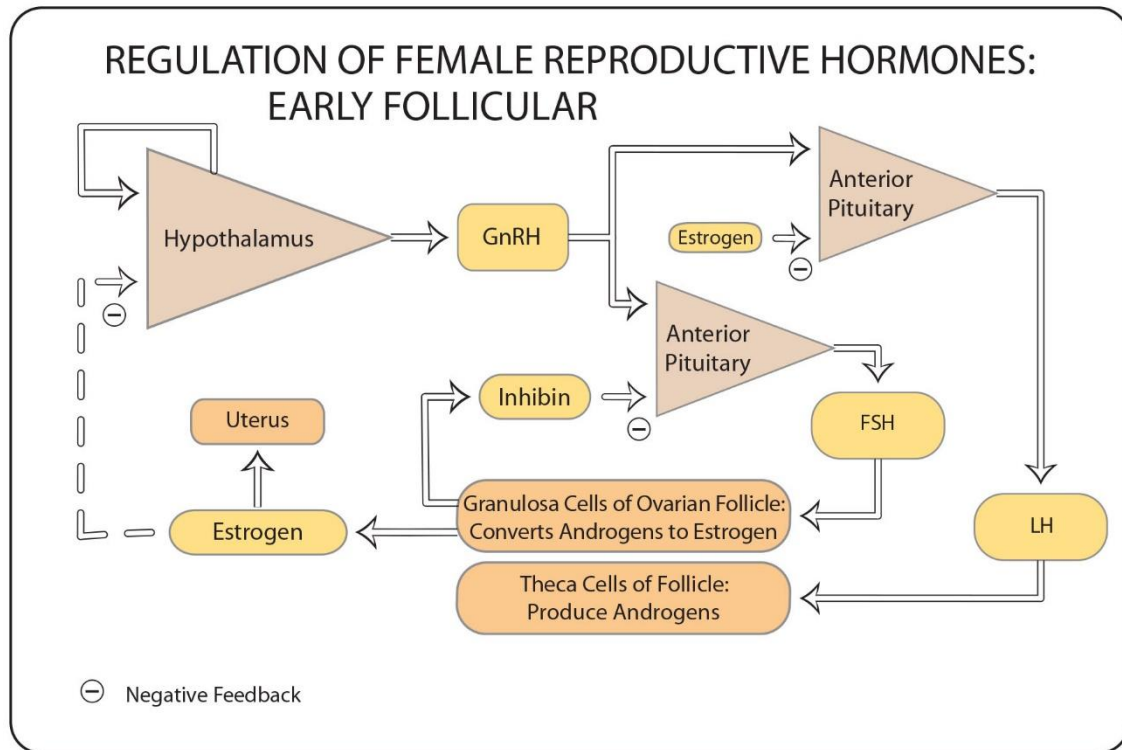 REGULATION OF FEMALE REPRODUCTIVE HORMONES:
EARLY FOLLICULAR
Hypothalamus
GnRH
Anterior
Pituitary
Estrogen
Anterior
Pituitary
Inhibin
FSH
Uterus
Granulosa Cells of Ovarian Follicle:
Converts Androgens to Estrogen
Estrogen
LH
Theca Cells of Follicle:
Produce Androgens
Negative Feedback